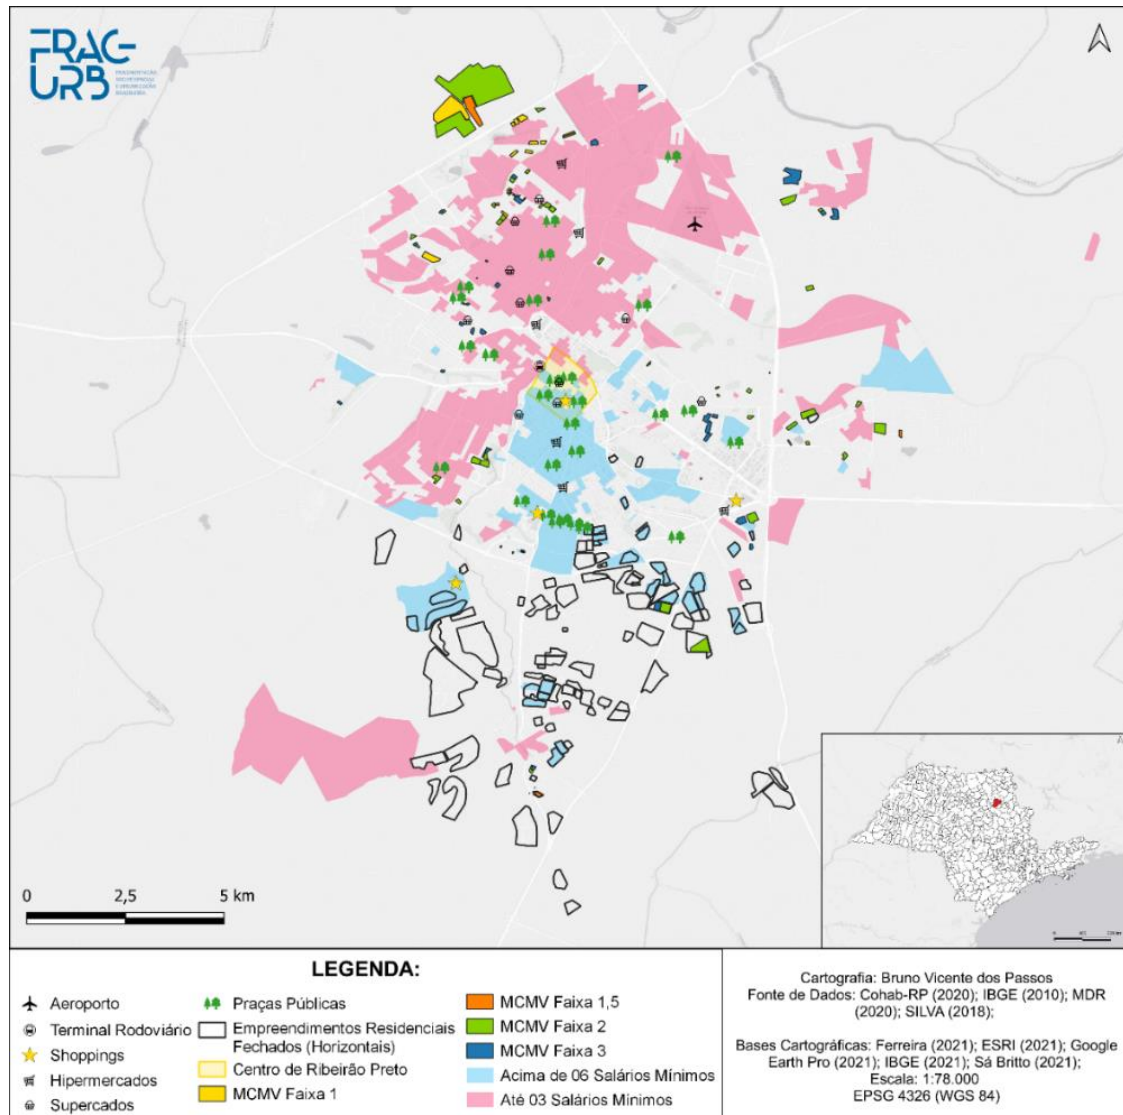 FRAG-
URB
FRAGMENTAÇÃO
0 2,5 5 km
LEGENDA:
Aeroporto
Terminal Rodoviário
Shoppings
Hipermercados
Supercados
Praças Públicas
Empreendimentos Residenciais
Fechados (Horizontais)
Centro de Ribeirão Preto
MCMV Faixa 1
MCMV Faixa 1,5
MCMV Faixa 2
MCMV Faixa 3
Acima de 06 Salários Mínimos
Até 03 Salários Mínimos
Cartografia: Bruno Vicente dos Passos
Fonte de Dados: Cohab-RP (2020); IBGE (2010); MDR
(2020); SILVA (2018);
Bases Cartográficas: Ferreira (2021); ESRI (2021); Google
Earth Pro (2021); IBGE (2021); Sá Britto (2021);
Escala: 1:78.000
EPSG 4326 (WGS 84)